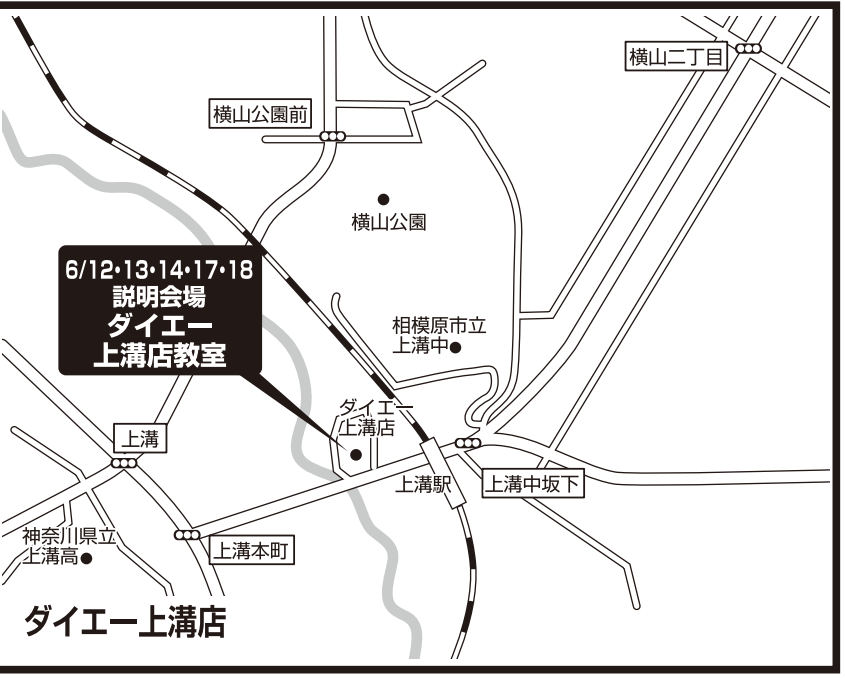 横山二丁目
横山公園前
横山公園
6/12・13・14・17・18
説明会場
ダイエー
上溝店教室
相模原市立
上溝中
ダイエー
上溝店
上溝
上溝駅
上溝中坂下
神奈川県立
上溝高
上溝本町
ダイエー上溝店